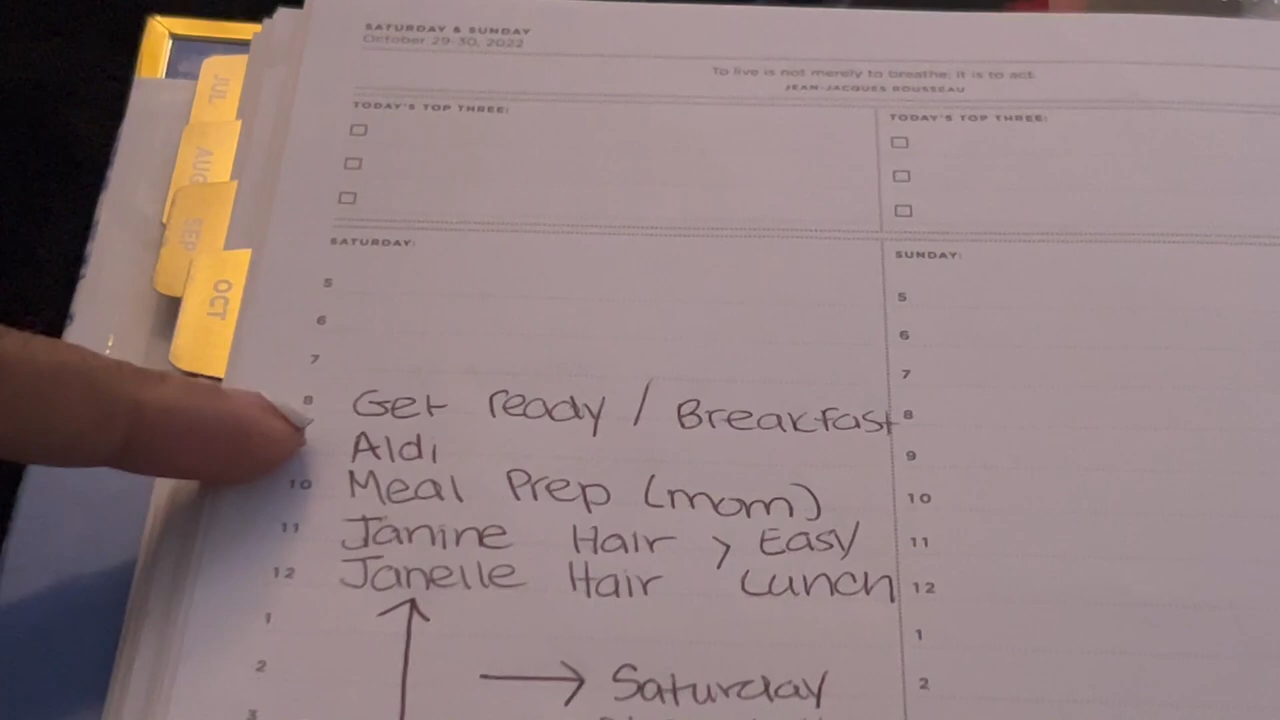 SATURDAY & SUNDAY
October 29-30, 2022
To live is not merely to breathe; it is to act.
JEAN-JACQUES ROUSSEAU
JUL
AUG
SEP
OCT
TODAY'S TOP THREE:
TODAY'S TOP THREE:
SATURDAY:
SUNDAY:
5
5
6
6
7
7
8 Get ready / Breakfast
8
Aldi
9
10 Meal Prep (mom)
10
11 Janine Hair > Easy
11
12 Janelle Hair Lunch
12
1
1
2 → Saturday
2
3